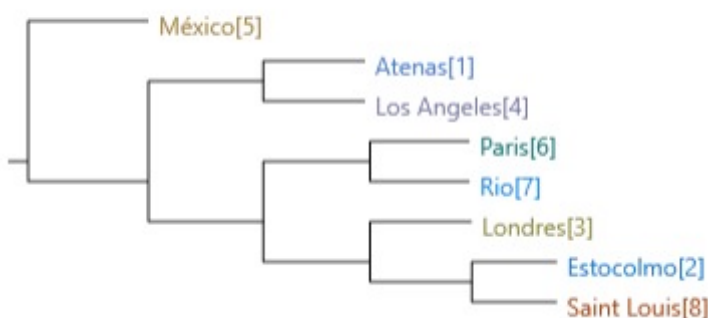 México[5]
Atenas[1]
Los Angeles[4]
Paris[6]
Rio[7]
Londres[3]
Estocolmo[2]
Saint Louis[8]